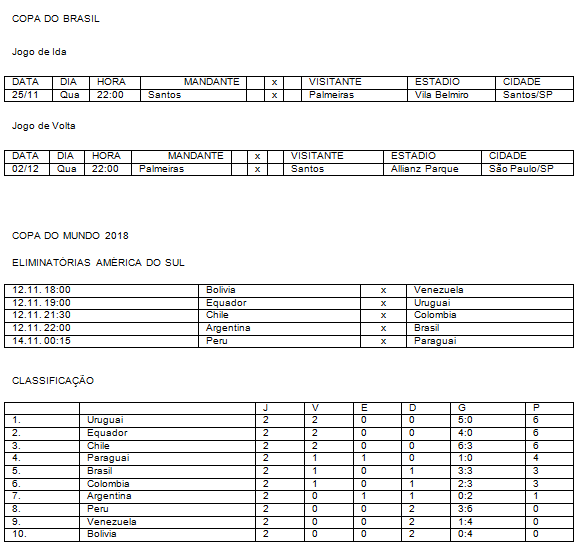 COPA DO BRASIL
Jogo de Ida
DATA DIA HORA MANDANTE x VISITANTE ESTADIO CIDADE
25/11 Qua 22:00 Santos x Palmeiras Vila Belmiro Santos/SP
Jogo de Volta
DATA DIA HORA MANDANTE x VISITANTE ESTADIO CIDADE
02/12 Qua 22:00 Palmeiras x Santos Allianz Parque São Paulo/SP
COPA DO MUNDO 2018
ELIMINATÓRIAS AMÉRICA DO SUL
12.11. 18:00 Bolivia x Venezuela
12.11. 19:00 Equador x Uruguai
12.11. 21:30 Chile x Colombia
12.11. 22:00 Argentina x Brasil
14.11. 00:15 Peru x Paraguai
CLASSIFICAÇÃO
J V E D G P
1. Uruguai 2 2 0 0 5:0 6
2. Equador 2 2 0 0 4:0 6
3. Chile 2 2 0 0 6:3 6
4. Paraguai 2 1 1 0 1:0 4
5. Brasil 2 1 0 1 3:3 3
6. Colombia 2 1 0 1 2:3 3
7. Argentina 2 0 1 1 0:2 1
8. Peru 2 0 0 2 3:6 0
9. Venezuela 2 0 0 2 1:4 0
10. Bolivia 2 0 0 2 0:4 0